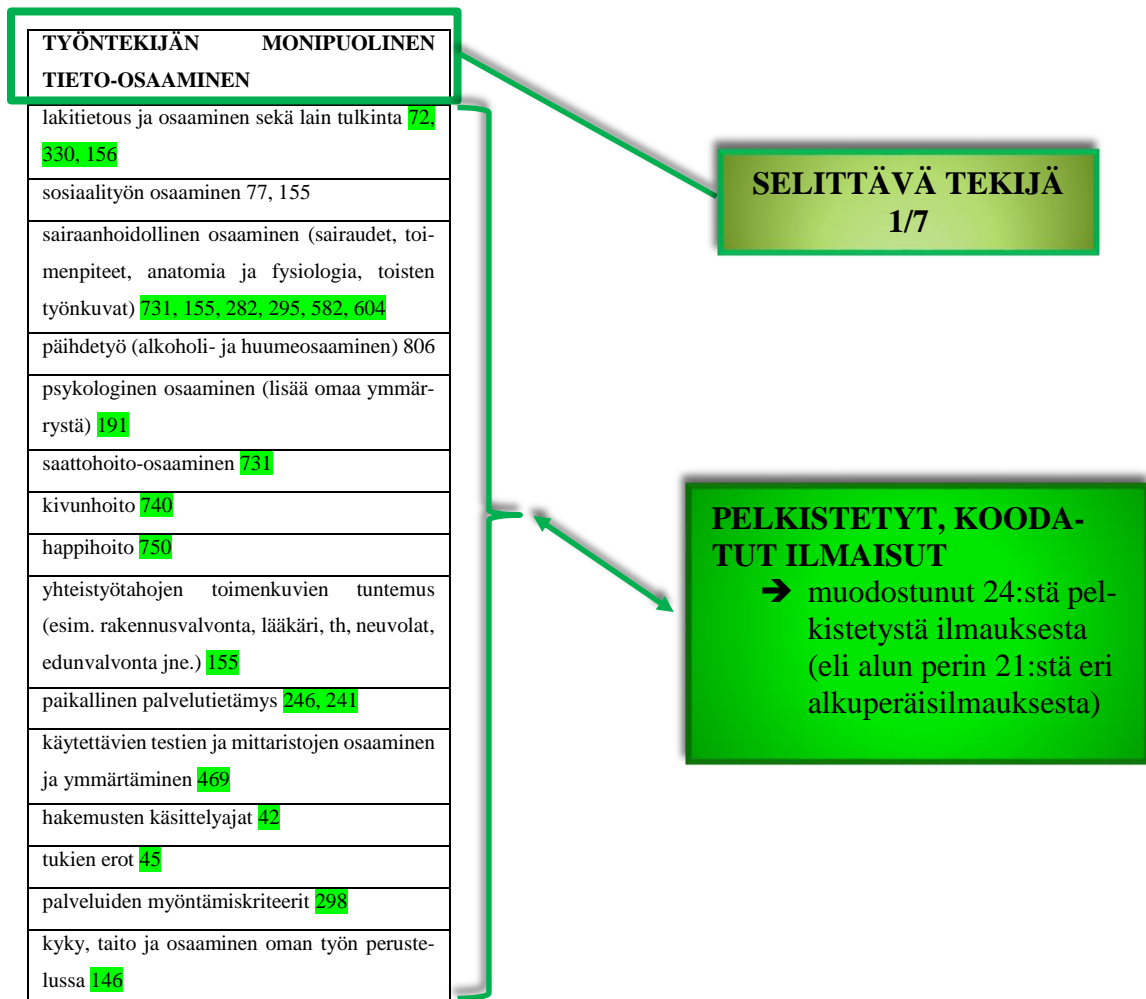 TYÖNTEKIJÄN MONIPUOLINEN
TIETO-OSAAMINEN
lakitietous ja osaaminen sekä lain tulkinta 72,
330, 156
sosiaalityön osaaminen 77, 155
sairaanhoidollinen osaaminen (sairaudet, toi-
menpiteet, anatomia ja fysiologia, toisten
työnkuvat) 731, 155, 282, 295, 582, 604
päihdetyö (alkoholi- ja huumeosaaminen) 806
psykologinen osaaminen (lisää omaa ymmär-
rystä) 191
saattohoito-osaaminen 731
kivunhoito 740
happihoito 750
yhteistyötahojen toimenkuvien tuntemus
(esim. rakennusvalvonta, lääkäri, th, neuvolat,
edunvalvonta jne.) 155
paikallinen palvelutietämys 246, 241
käytettävien testien ja mittaristojen osaaminen
ja ymmärtäminen 469
hakemusten käsittelyajat 42
tukien erot 45
palveluiden myöntämiskriteerit 298
kyky, taito ja osaaminen oman työn peruste-
lussa 146
SELITTÄVÄ TEKIJÄ
1/7
PELKISTETYT, KOODA-
TUT ILMAISUT
➔ muodostunut 24:stä pel-
kistetystä ilmauksesta
(eli alun perin 21:stä eri
alkuperäisilmauksesta)